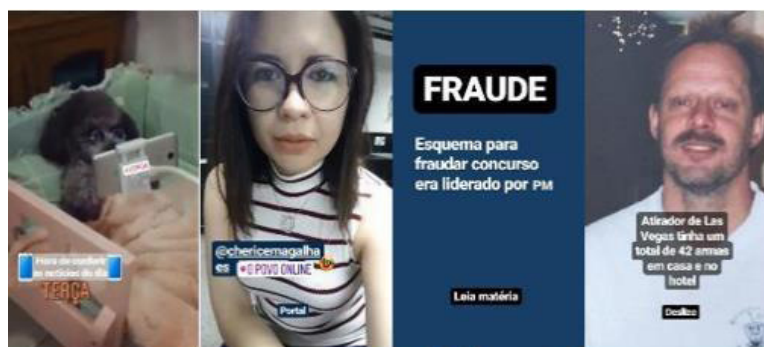 Hora de conferir
as notícias do dia
TERÇA
@chericemagalha
es
O POVO ONLINE
Portal
FRAUDE
Esquema para
fraudar concurso
era liderado por PM
Leia matéria
Atirador de Las
Vegas tinha um
total de 42 armas
em casa e no
hotel
Deslize